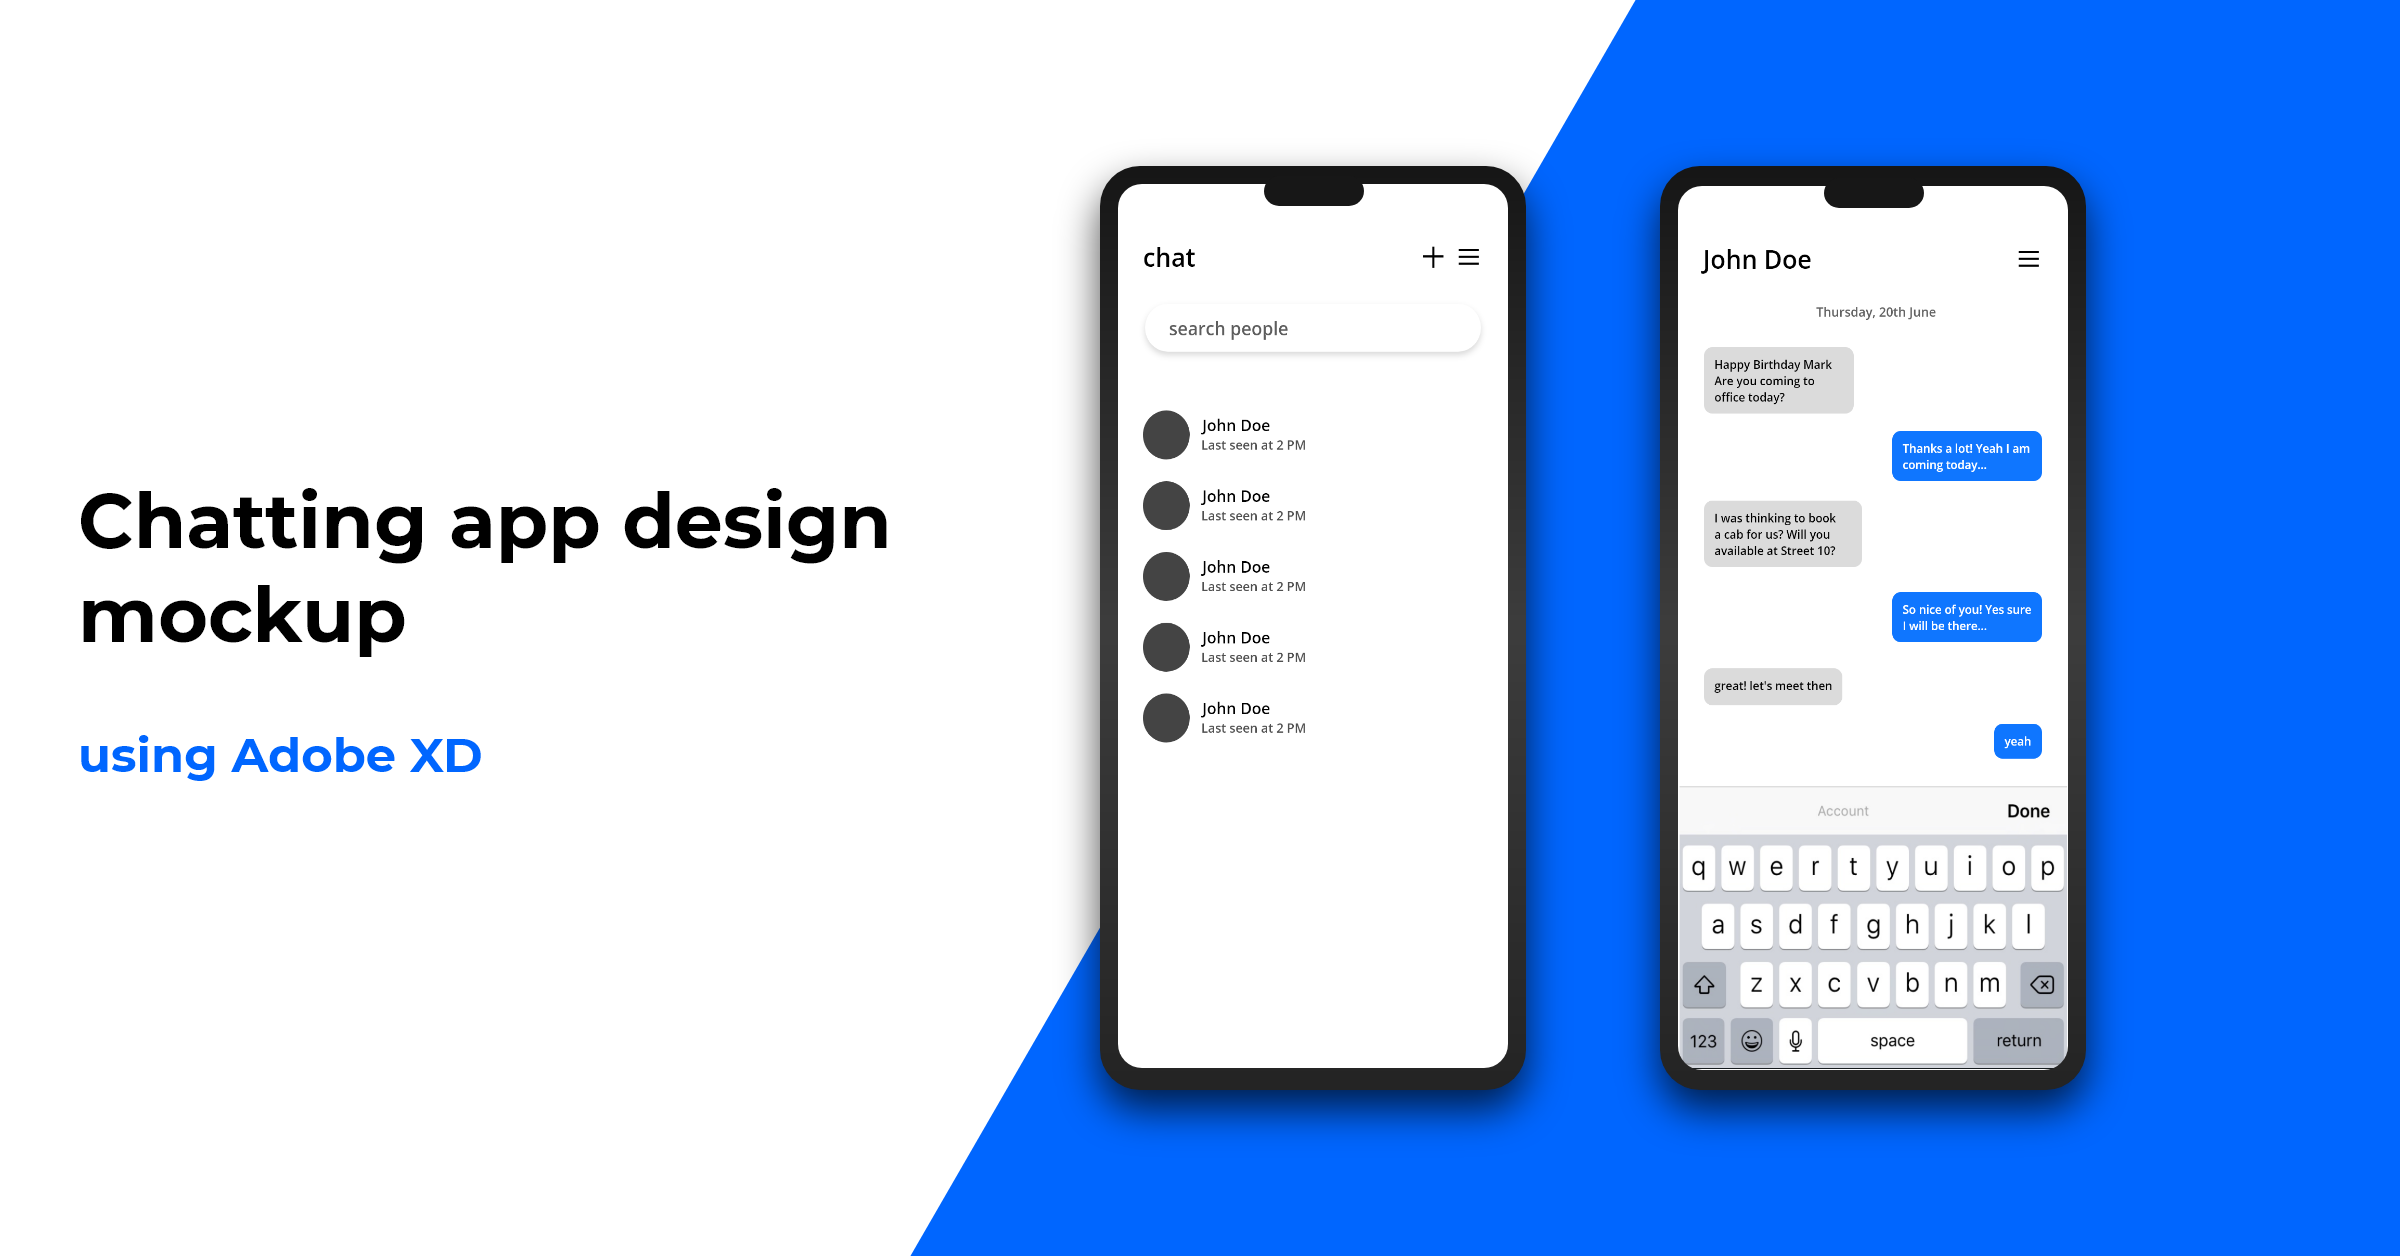 Chatting app design
mockup
using Adobe XD
chat
search people
John Doe
Last seen at 2 PM
John Doe
Last seen at 2 PM
John Doe
Last seen at 2 PM
John Doe
Last seen at 2 PM
John Doe
Last seen at 2 PM
John Doe
Thursday, 20th June
Happy Birthday Mark
Are you coming to
office today?
Thanks a lot! Yeah I am
coming today...
I was thinking to book
a cab for us? Will you
available at Street 10?
So nice of you! Yes sure
I will be there...
great! let's meet then
yeah
Account Done
q w e r t y u i o p
a s d f g h j k l
z x c v b n m
123 space return